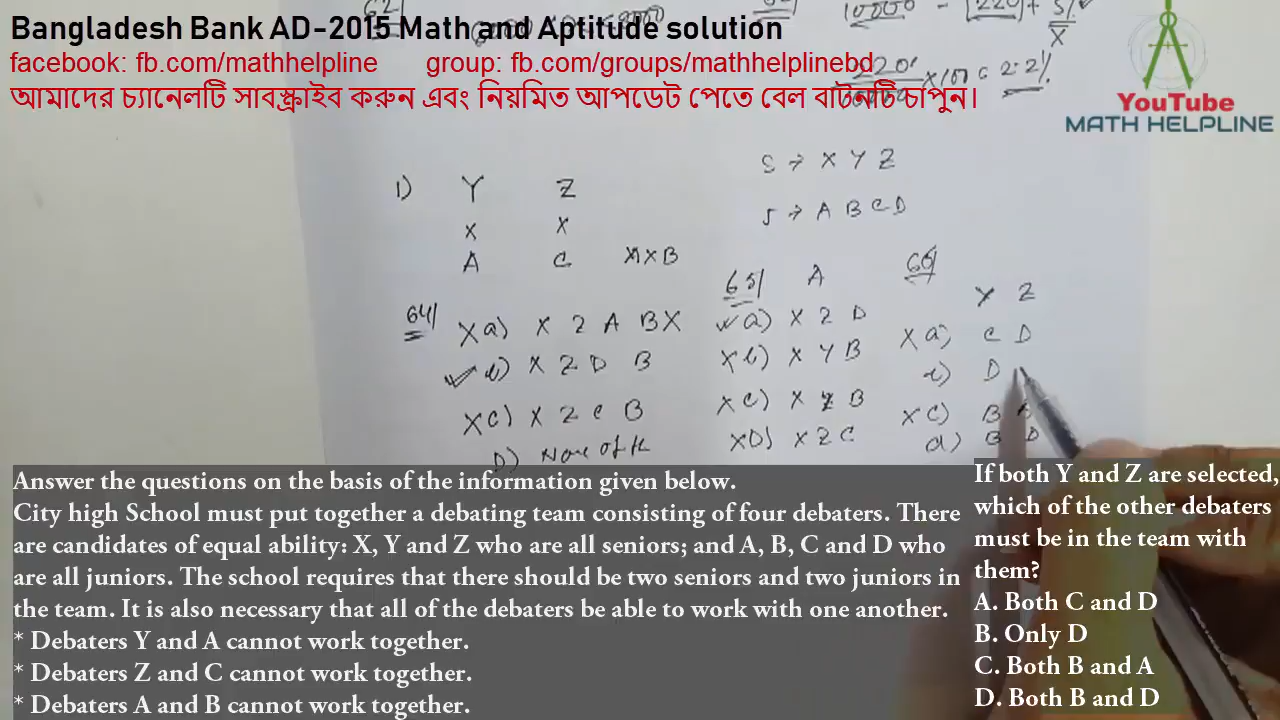 Bangladesh Bank AD-2015 Math and Aptitude solution
facebook: fb.com/mathhelpline group: fb.com/groups/mathhelplinebd
আমাদের চ্যানেলটি সাবস্ক্রাইব করুন এবং নিয়মিত আপডেট পেতে বেল বাটনটি চাপুন।
YouTube
MATH HELPLINE
10000
x100 = 2.2%
S → X Y Z
J → A B C D
1) Y Z
X X
A C
64)
X a) X Z A B X
✓ b) X Z D B
X c) X Z C B
D) None of th
65) A
✓ a) X Z D
X b) X Y B
X c) X Z B
X D) X Z C
66)
Y Z
X a) C D
b) D
X c) B A
d) B D
Answer the questions on the basis of the information given below.
City high School must put together a debating team consisting of four debaters. There
are candidates of equal ability: X, Y and Z who are all seniors; and A, B, C and D who
are all juniors. The school requires that there should be two seniors and two juniors in
the team. It is also necessary that all of the debaters be able to work with one another.
* Debaters Y and A cannot work together.
* Debaters Z and C cannot work together.
* Debaters A and B cannot work together.
If both Y and Z are selected,
which of the other debaters
must be in the team with
them?
A. Both C and D
B. Only D
C. Both B and A
D. Both B and D